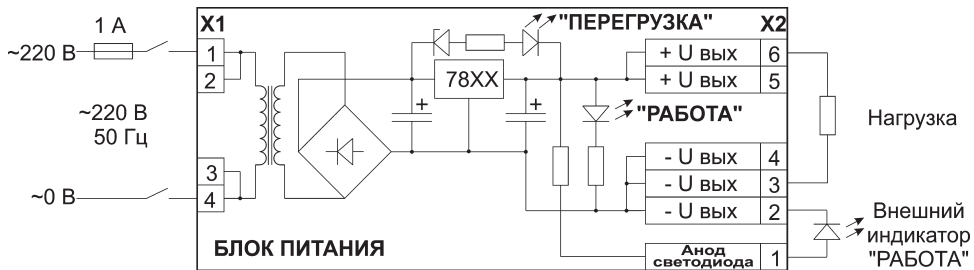 1 А
~220 В
~220 В
50 Гц
~0 В
X1
1
2
3
4
"ПЕРЕГРУЗКА"
78XX
+
+
"РАБОТА"
X2
+ U вых 6
+ U вых 5
- U вых 4
- U вых 3
- U вых 2
Анод
светодиода 1
Нагрузка
Внешний
индикатор
"РАБОТА"
БЛОК ПИТАНИЯ